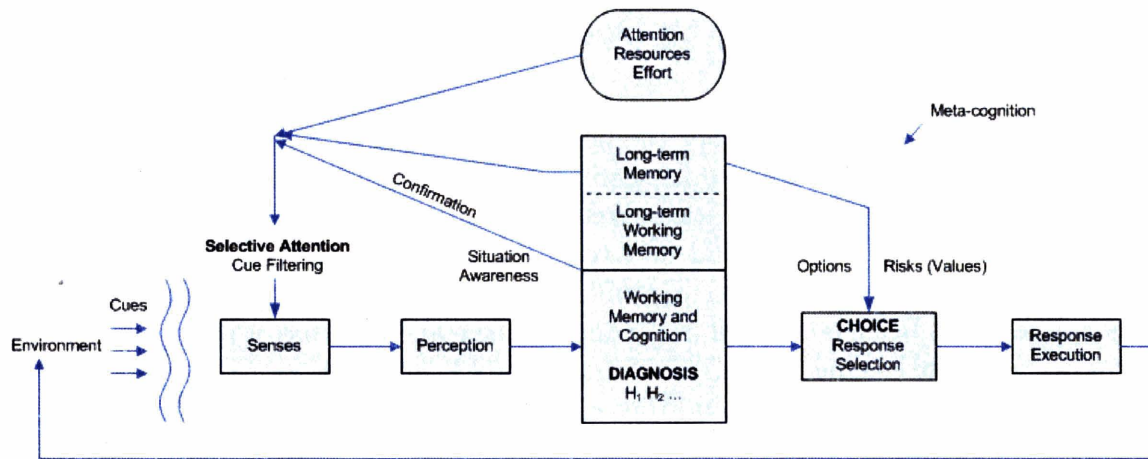 Attention
Resources
Effort
Meta-cognition
Long-term
Memory
Confirmation
Long-term
Working
Memory
Selective Attention
Cue Filtering
Situation
Awareness
Options
Risks (Values)
Cues
Environment
Senses
Perception
Working
Memory and
Cognition
DIAGNOSIS
H₁ H₂ ...
CHOICE
Response
Selection
Response
Execution